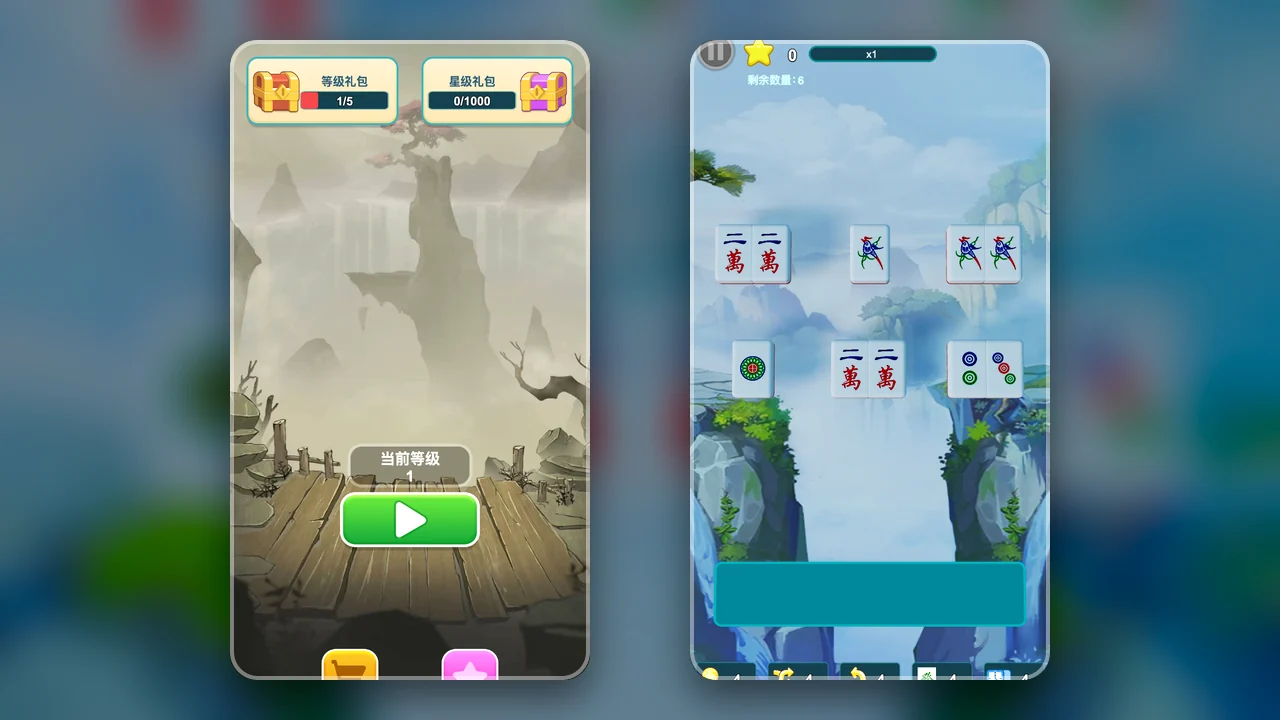 等级礼包
1/5
星级礼包
0/1000
当前等级
1
0
x1
剩余数量:6
二 二
萬 萬
二 二
萬 萬